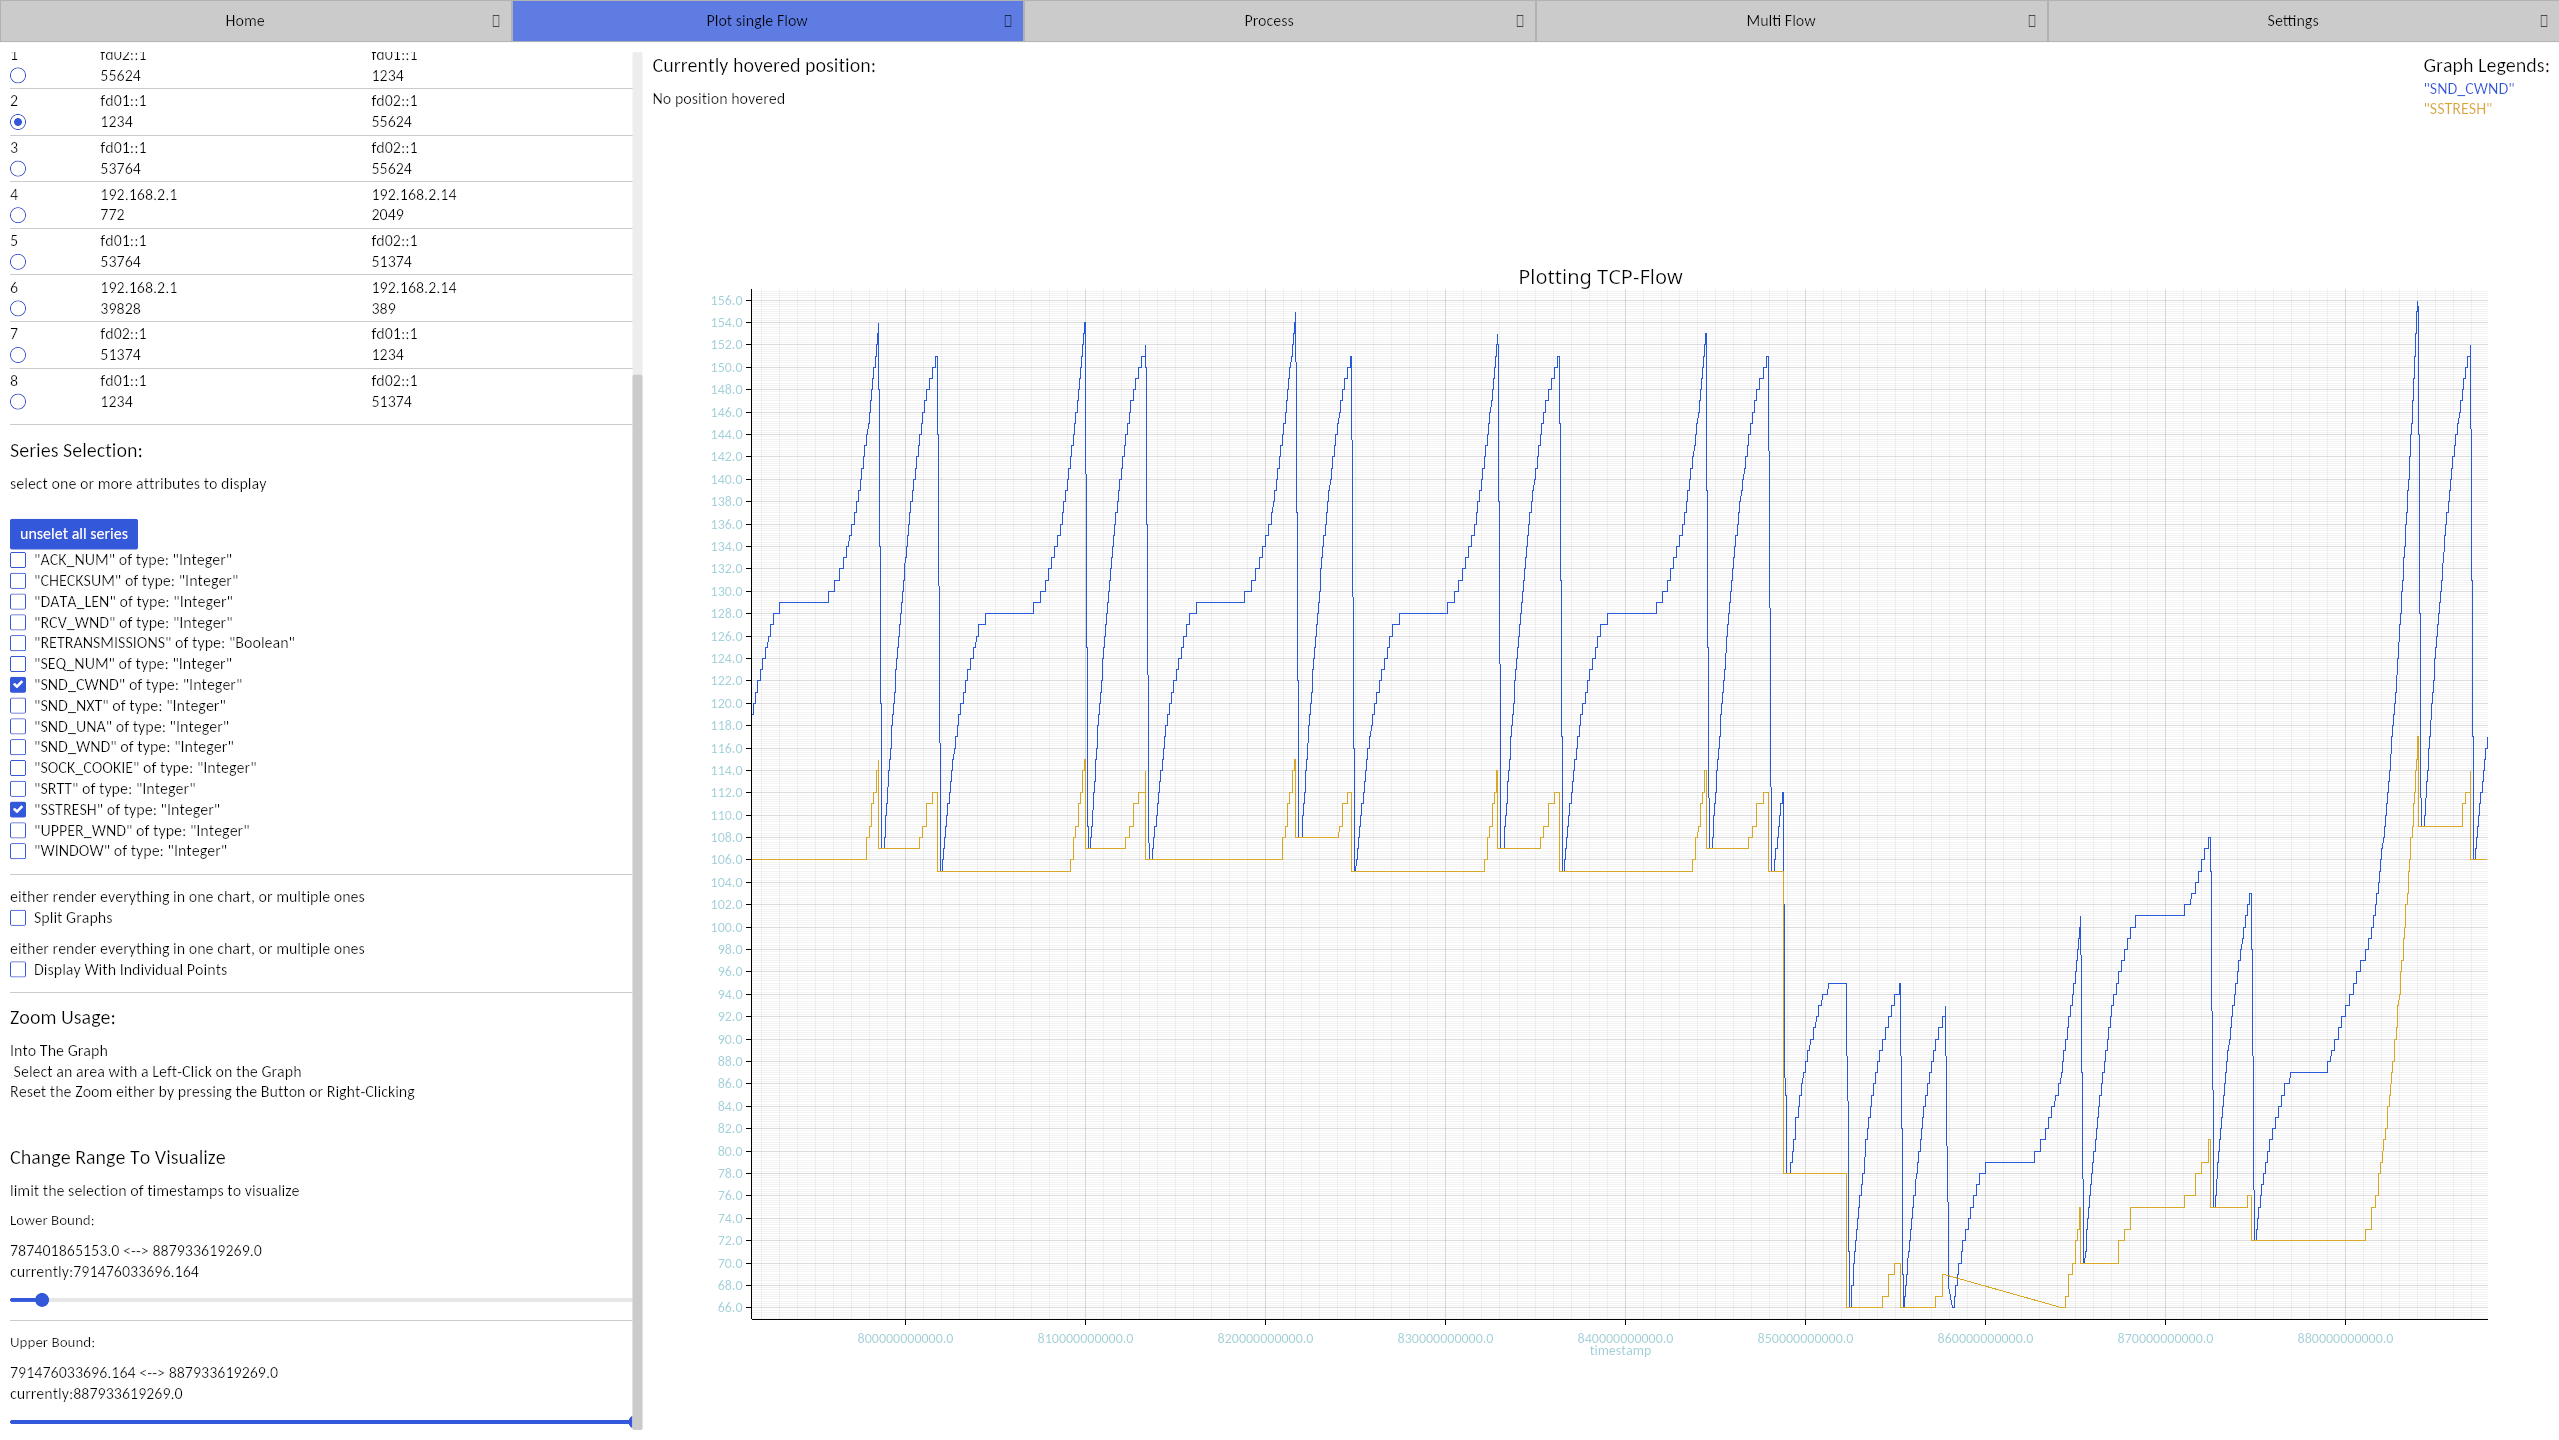 Home
Plot single Flow
Process
Multi Flow
Settings
1 fd02::1 fd01::1
55624 1234
2 fd01::1 fd02::1
1234 55624
3 fd01::1 fd02::1
53764 55624
4 192.168.2.1 192.168.2.14
772 2049
5 fd01::1 fd02::1
53764 51374
6 192.168.2.1 192.168.2.14
39828 389
7 fd02::1 fd01::1
51374 1234
8 fd01::1 fd02::1
1234 51374
Series Selection:
select one or more attributes to display
unselet all series
"ACK_NUM" of type: "Integer"
"CHECKSUM" of type: "Integer"
"DATA_LEN" of type: "Integer"
"RCV_WND" of type: "Integer"
"RETRANSMISSIONS" of type: "Boolean"
"SEQ_NUM" of type: "Integer"
"SND_CWND" of type: "Integer"
"SND_NXT" of type: "Integer"
"SND_UNA" of type: "Integer"
"SND_WND" of type: "Integer"
"SOCK_COOKIE" of type: "Integer"
"SRTT" of type: "Integer"
"SSTRESH" of type: "Integer"
"UPPER_WND" of type: "Integer"
"WINDOW" of type: "Integer"
either render everything in one chart, or multiple ones
Split Graphs
either render everything in one chart, or multiple ones
Display With Individual Points
Zoom Usage:
Into The Graph
Select an area with a Left-Click on the Graph
Reset the Zoom either by pressing the Button or Right-Clicking
Change Range To Visualize
limit the selection of timestamps to visualize
Lower Bound:
787401865153.0 <--> 887933619269.0
currently:791476033696.164
Upper Bound:
791476033696.164 <--> 887933619269.0
currently:887933619269.0
Currently hovered position:
No position hovered
Graph Legends:
"SND_CWND"
"SSTRESH"
Plotting TCP-Flow
156.0
154.0
152.0
150.0
148.0
146.0
144.0
142.0
140.0
138.0
136.0
134.0
132.0
130.0
128.0
126.0
124.0
122.0
120.0
118.0
116.0
114.0
112.0
110.0
108.0
106.0
104.0
102.0
100.0
98.0
96.0
94.0
92.0
90.0
88.0
86.0
84.0
82.0
80.0
78.0
76.0
74.0
72.0
70.0
68.0
66.0
800000000000.0 810000000000.0 820000000000.0 830000000000.0 840000000000.0 850000000000.0 860000000000.0 870000000000.0 880000000000.0
timestamp